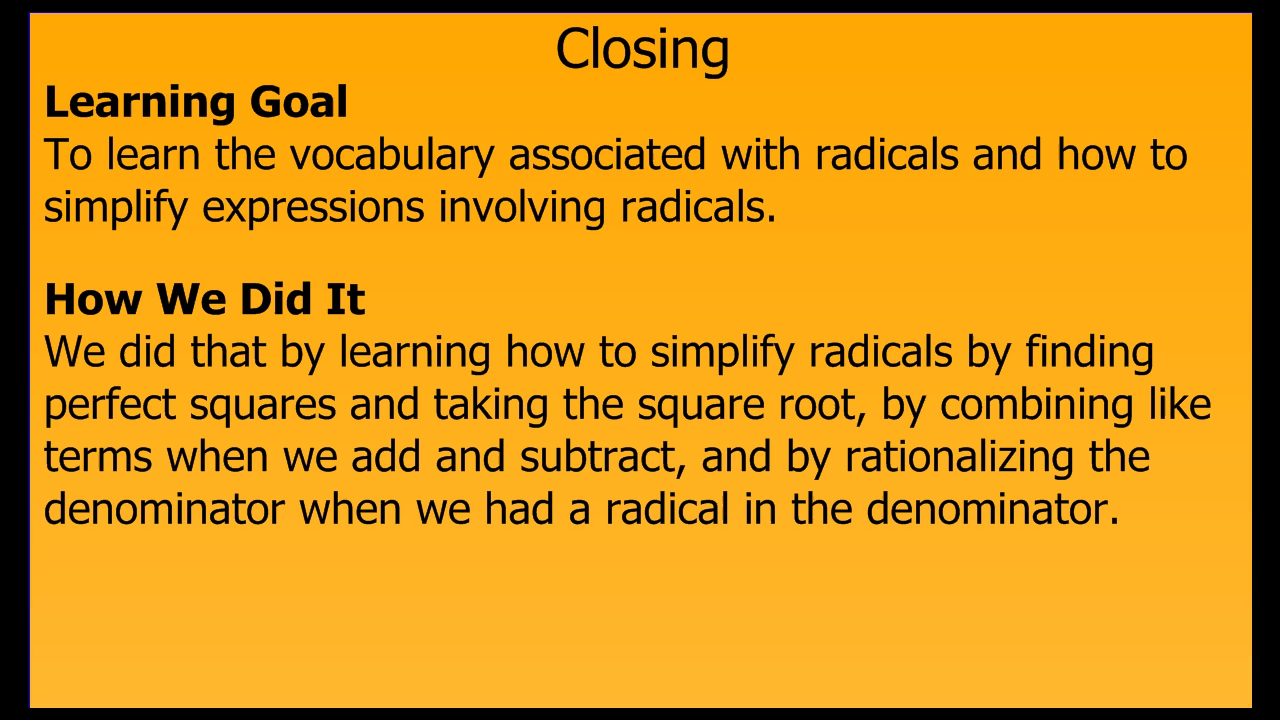 Closing
Learning Goal
To learn the vocabulary associated with radicals and how to
simplify expressions involving radicals.
How We Did It
We did that by learning how to simplify radicals by finding
perfect squares and taking the square root, by combining like
terms when we add and subtract, and by rationalizing the
denominator when we had a radical in the denominator.